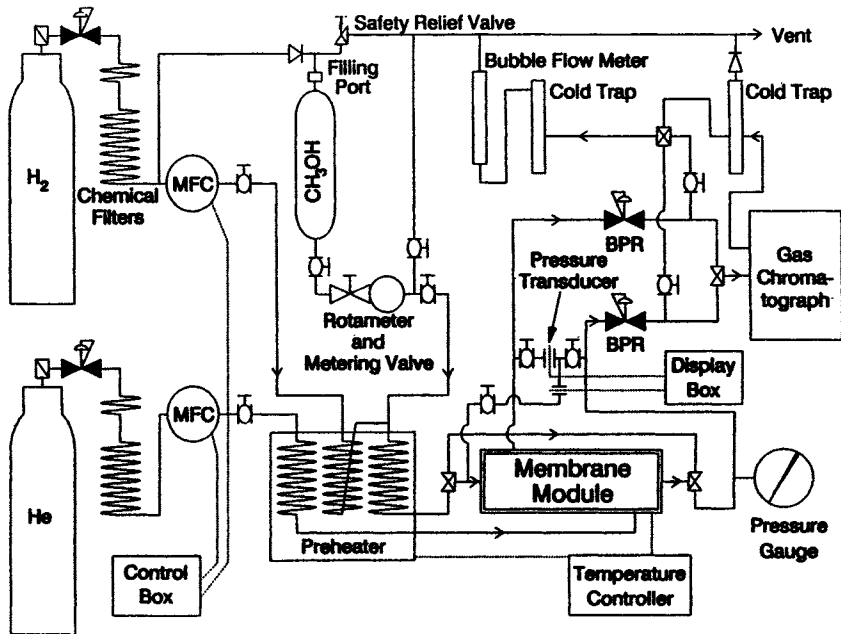 Safety Relief Valve
Vent
Filling
Port
Bubble Flow Meter
Cold Trap
Cold Trap
H2
Chemical
Filters
MFC
CH3OH
BPR
Pressure
Transducer
Gas
Chroma-
tograph
Rotameter
and
Metering Valve
BPR
Display
Box
MFC
He
Membrane
Module
Preheater
Pressure
Gauge
Control
Box
Temperature
Controller